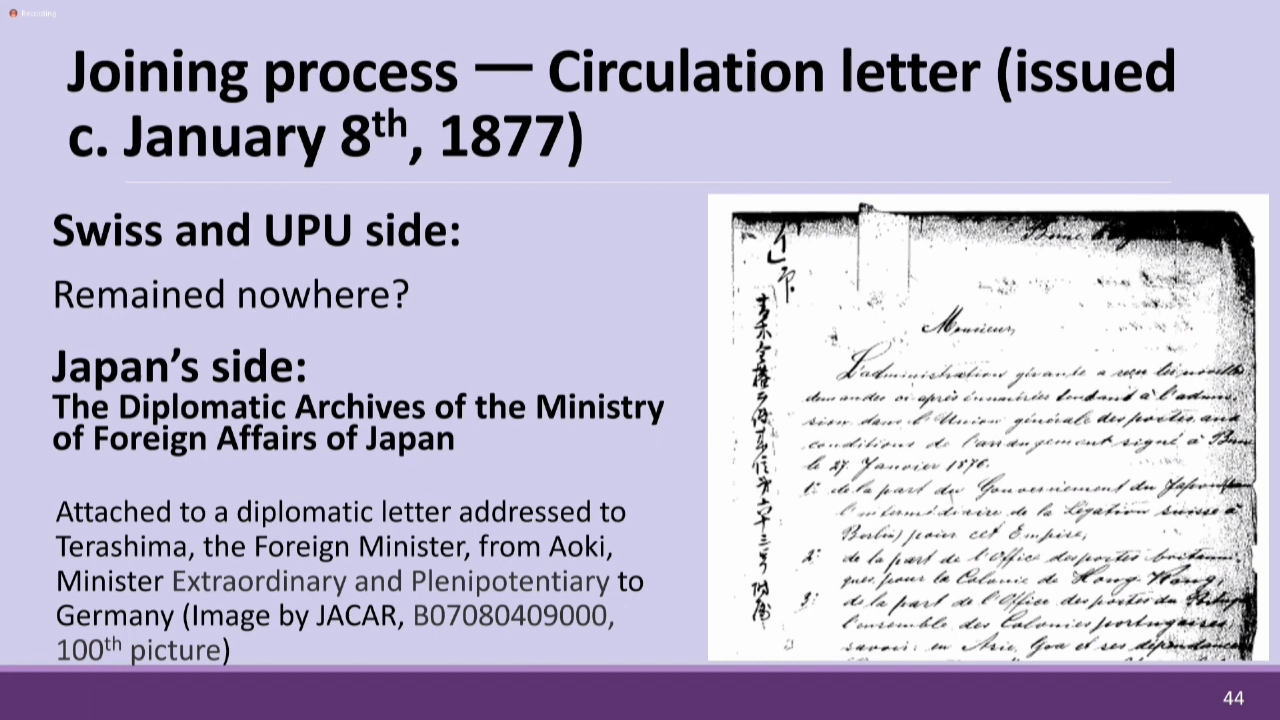 Recording
Joining process — Circulation letter (issued
c. January 8th, 1877)
Swiss and UPU side:
Remained nowhere?
Japan’s side:
The Diplomatic Archives of the Ministry
of Foreign Affairs of Japan
Attached to a diplomatic letter addressed to
Terashima, the Foreign Minister, from Aoki,
Minister Extraordinary and Plenipotentiary to
Germany (Image by JACAR, B07080409000,
100th picture)
Monsieur,
L'administration gérante a reçu les nouvelles
demandes ci après énumérées tendant à l'admis
sion dans l'Union générale des postes, aux
conditions de l'arrangement signé à Berne
le 27 Janvier 1876.
1° de la part du Gouvernement du Japon
l'intermédiaire de la Légation suisse à
Berlin) pour cet Empire,
2° de la part de l'Office des postes britanni
ques, pour la Colonie de Hong Kong,
3° de la part de l'Office des postes du
l'ensemble des Colonies portugaises
savoir: en Asie, Goa et ses dépendances
44